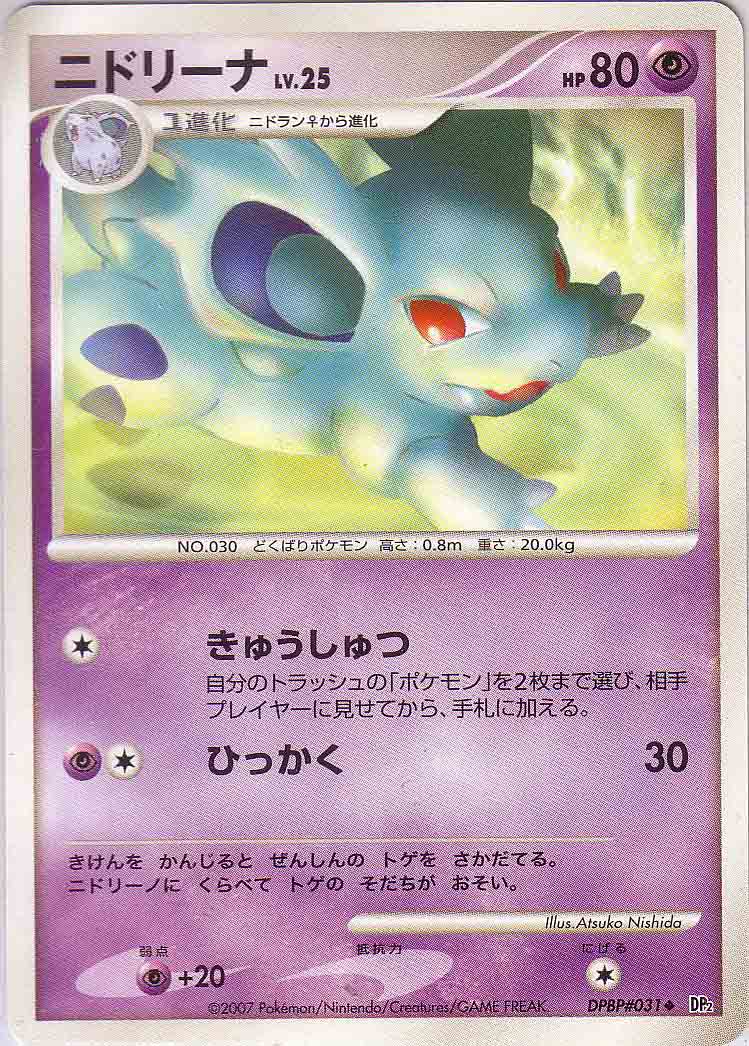 ニドリーナ LV.25 HP 80
1進化 ニドラン♀から進化
NO.030 どくばりポケモン 高さ:0.8m 重さ:20.0kg
きゅうしゅつ
自分のトラッシュの「ポケモン」を2枚まで選び、相手
プレイヤーに見せてから、手札に加える。
ひっかく 30
きけんを かんじると ぜんしんの トゲを さかだてる。
ニドリーノに くらべて トゲの そだちが おそい。
Illus.Atsuko Nishida
弱点 抵抗力 にげる
+20
©2007 Pokémon/Nintendo/Creatures/GAME FREAK. DPBP#031 DP2